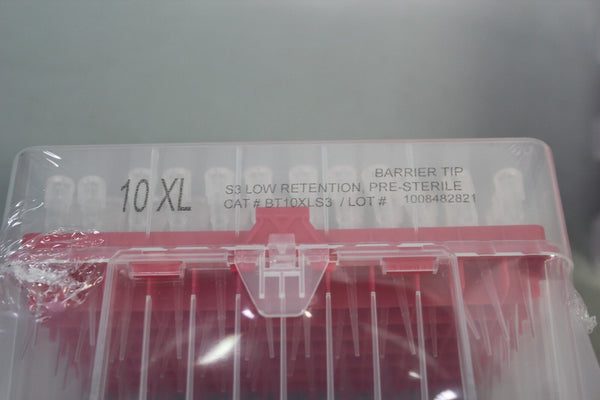 10 XL
BARRIER TIP
S3 LOW RETENTION, PRE-STERILE
CAT # BT10XLS3 / LOT # 1008482821